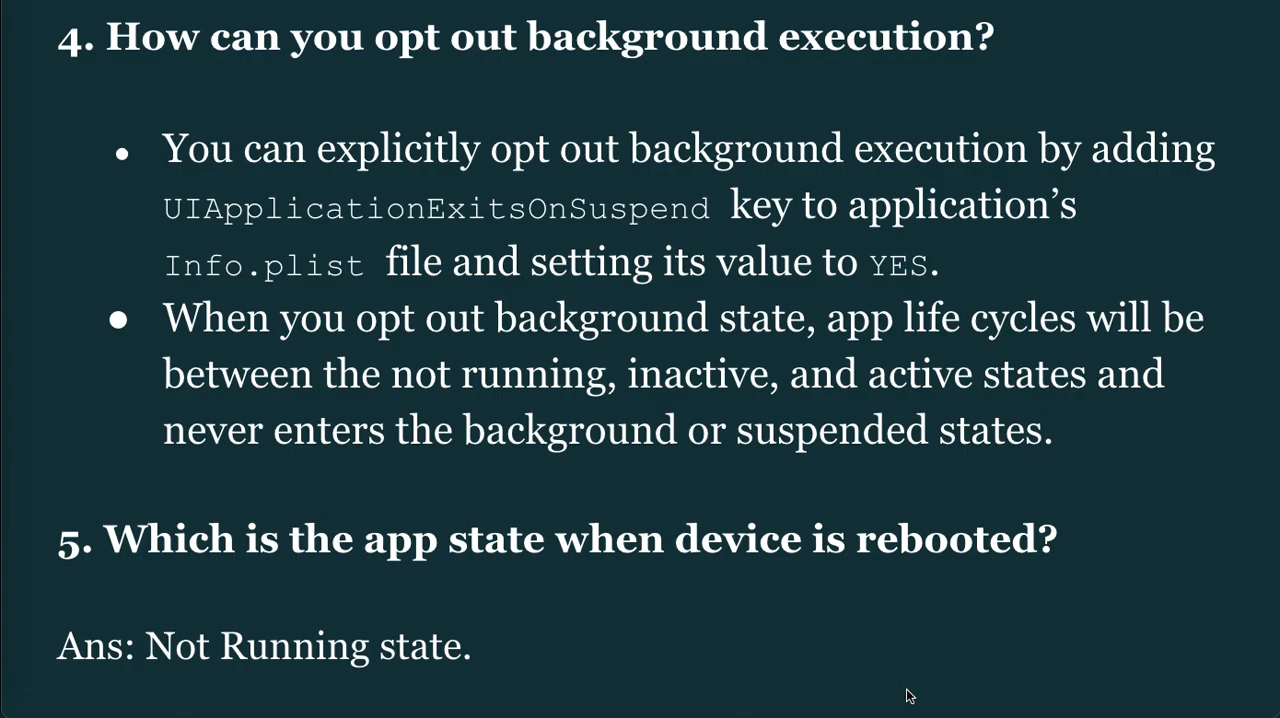 4. How can you opt out background execution?
● You can explicitly opt out background execution by adding
UIApplicationExitsOnSuspend key to application’s
Info.plist file and setting its value to YES.
● When you opt out background state, app life cycles will be
between the not running, inactive, and active states and
never enters the background or suspended states.
5. Which is the app state when device is rebooted?
Ans: Not Running state.